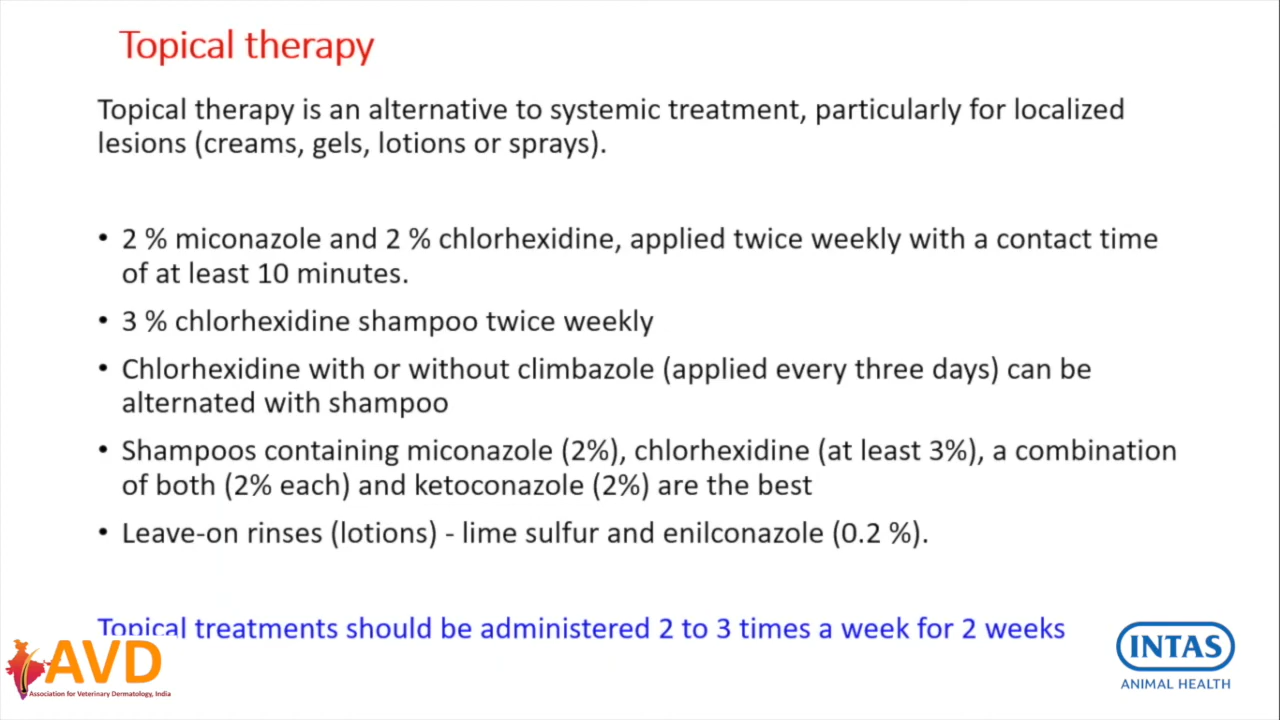 Topical therapy
Topical therapy is an alternative to systemic treatment, particularly for localized
lesions (creams, gels, lotions or sprays).
• 2 % miconazole and 2 % chlorhexidine, applied twice weekly with a contact time
of at least 10 minutes.
• 3 % chlorhexidine shampoo twice weekly
• Chlorhexidine with or without climbazole (applied every three days) can be
alternated with shampoo
• Shampoos containing miconazole (2%), chlorhexidine (at least 3%), a combination
of both (2% each) and ketoconazole (2%) are the best
• Leave-on rinses (lotions) - lime sulfur and enilconazole (0.2 %).
Topical treatments should be administered 2 to 3 times a week for 2 weeks
AVD
Association for Veterinary Dermatology, India
INTAS
ANIMAL HEALTH